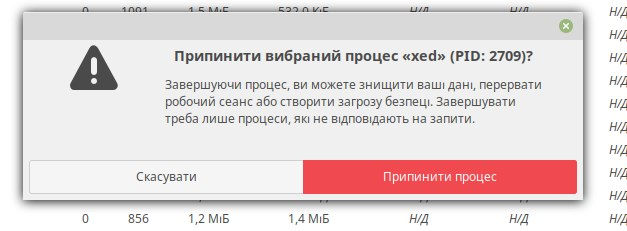 0 1091 1,5 МіБ 532,0 КіБ Н/Д Н/Д Н/Д
Н/Д
Припинити вибраний процес «xed» (PID: 2709)?
Н/Д
Завершуючи процес, ви можете знищити ваші дані, перервати
Н/Д
робочий сеанс або створити загрозу безпеці. Завершувати
Н/Д
треба лише процеси, які не відповідають на запити.
Н/Д
Н/Д
Скасувати Припинити процес
Н/Д
Н/Д
0 856 1,2 МіБ 1,4 МіБ Н/Д Н/Д Н/Д